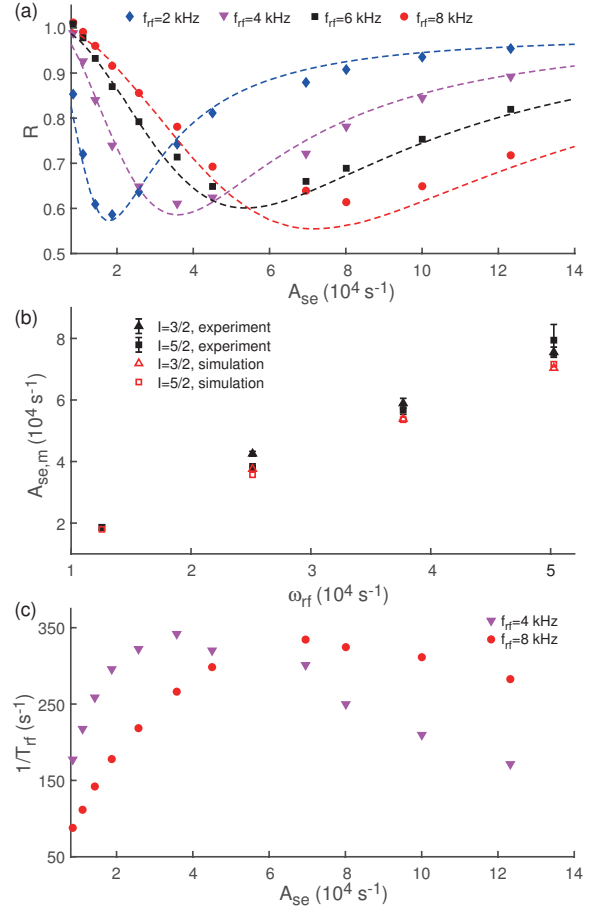 (a)
f_rf=2 kHz f_rf=4 kHz f_rf=6 kHz f_rf=8 kHz
1.0
0.9
0.8
0.7
0.6
0.5
R
2 4 6 8 10 12 14
A_se (10^4 s^-1)
(b)
I=3/2, experiment
I=5/2, experiment
I=3/2, simulation
I=5/2, simulation
8
6
4
2
A_se,m (10^4 s^-1)
1 2 3 4 5
ω_rf (10^4 s^-1)
(c)
f_rf=4 kHz
f_rf=8 kHz
350
250
150
50
1/T_rf (s^-1)
2 4 6 8 10 12 14
A_se (10^4 s^-1)